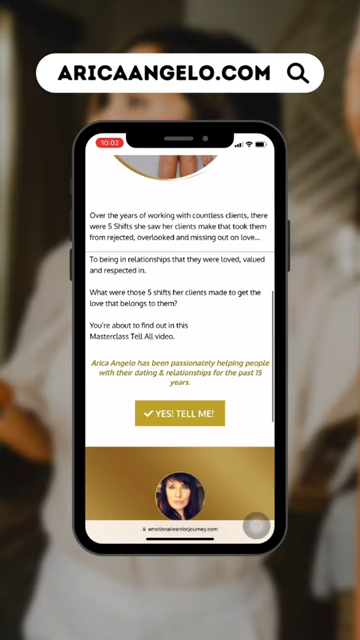 ARICAANGELO.COM
10:02
Over the years of working with countless clients, there
were 5 Shifts she saw her clients make that took them
from rejected, overlooked and missing out on love...
To being in relationships that they were loved, valued
and respected in.
What were those 5 shifts her clients made to get the
love that belongs to them?
You're about to find out in this
Masterclass Tell All video.
Arica Angelo has been passionately helping people
with their dating & relationships for the past 15
years.
YES! TELL ME!
emotionalwarriorjourney.com